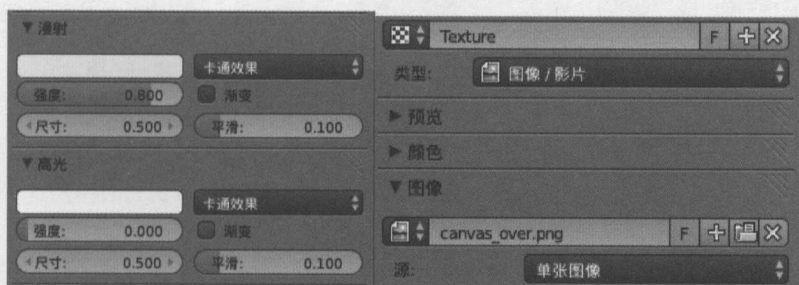 漫射
卡通效果
强度: 0.800 渐变
尺寸: 0.500 平滑: 0.100
高光
卡通效果
强度: 0.000 渐变
尺寸: 0.500 平滑: 0.100
Texture F
类型: 图像 / 影片
预览
颜色
图像
canvas_over.png F
源: 单张图像